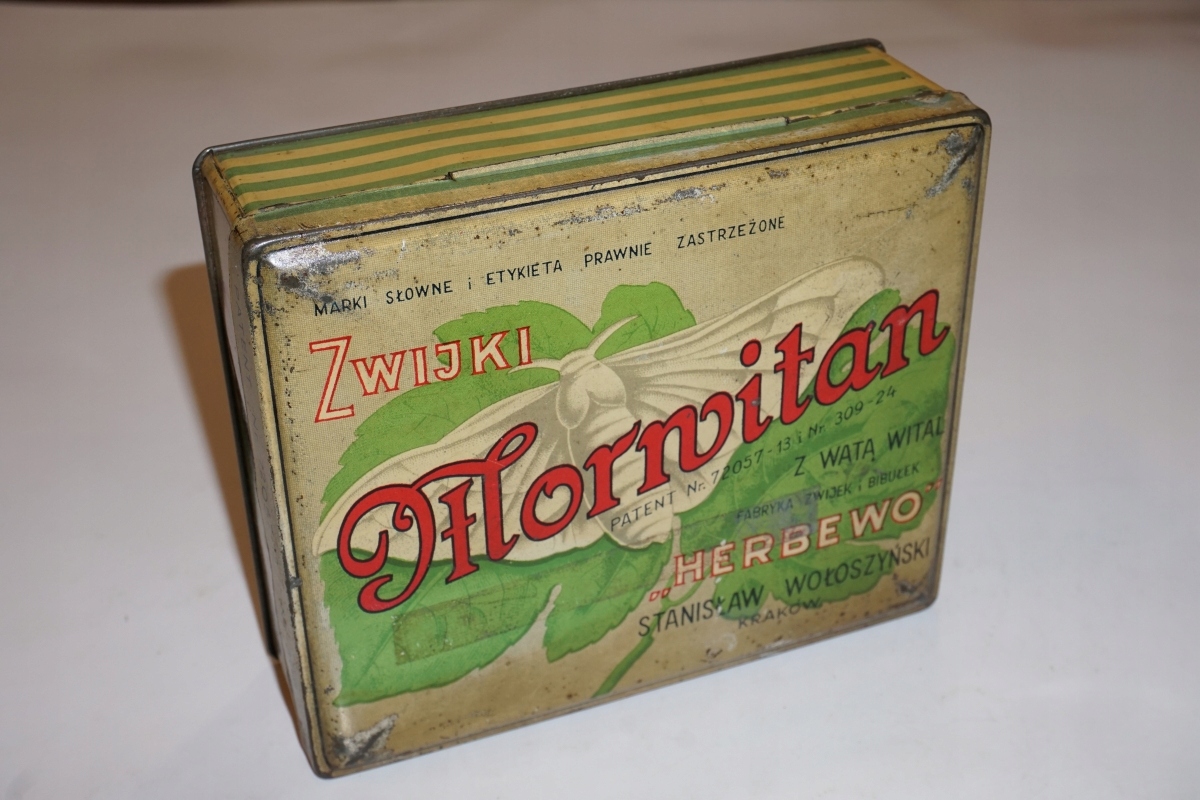 MARKI SŁOWNE i ETYKIETA PRAWNIE ZASTRZEŻONE
ZWIJKI
Morwitan
PATENT Nr. 72057-13 i Nr. 309-24
Z WATĄ WITAL
FABRYKA ZWIJEK i BIBUŁEK
„HERBEWO"
STANISŁAW WOŁOSZYŃSKI
KRAKÓW